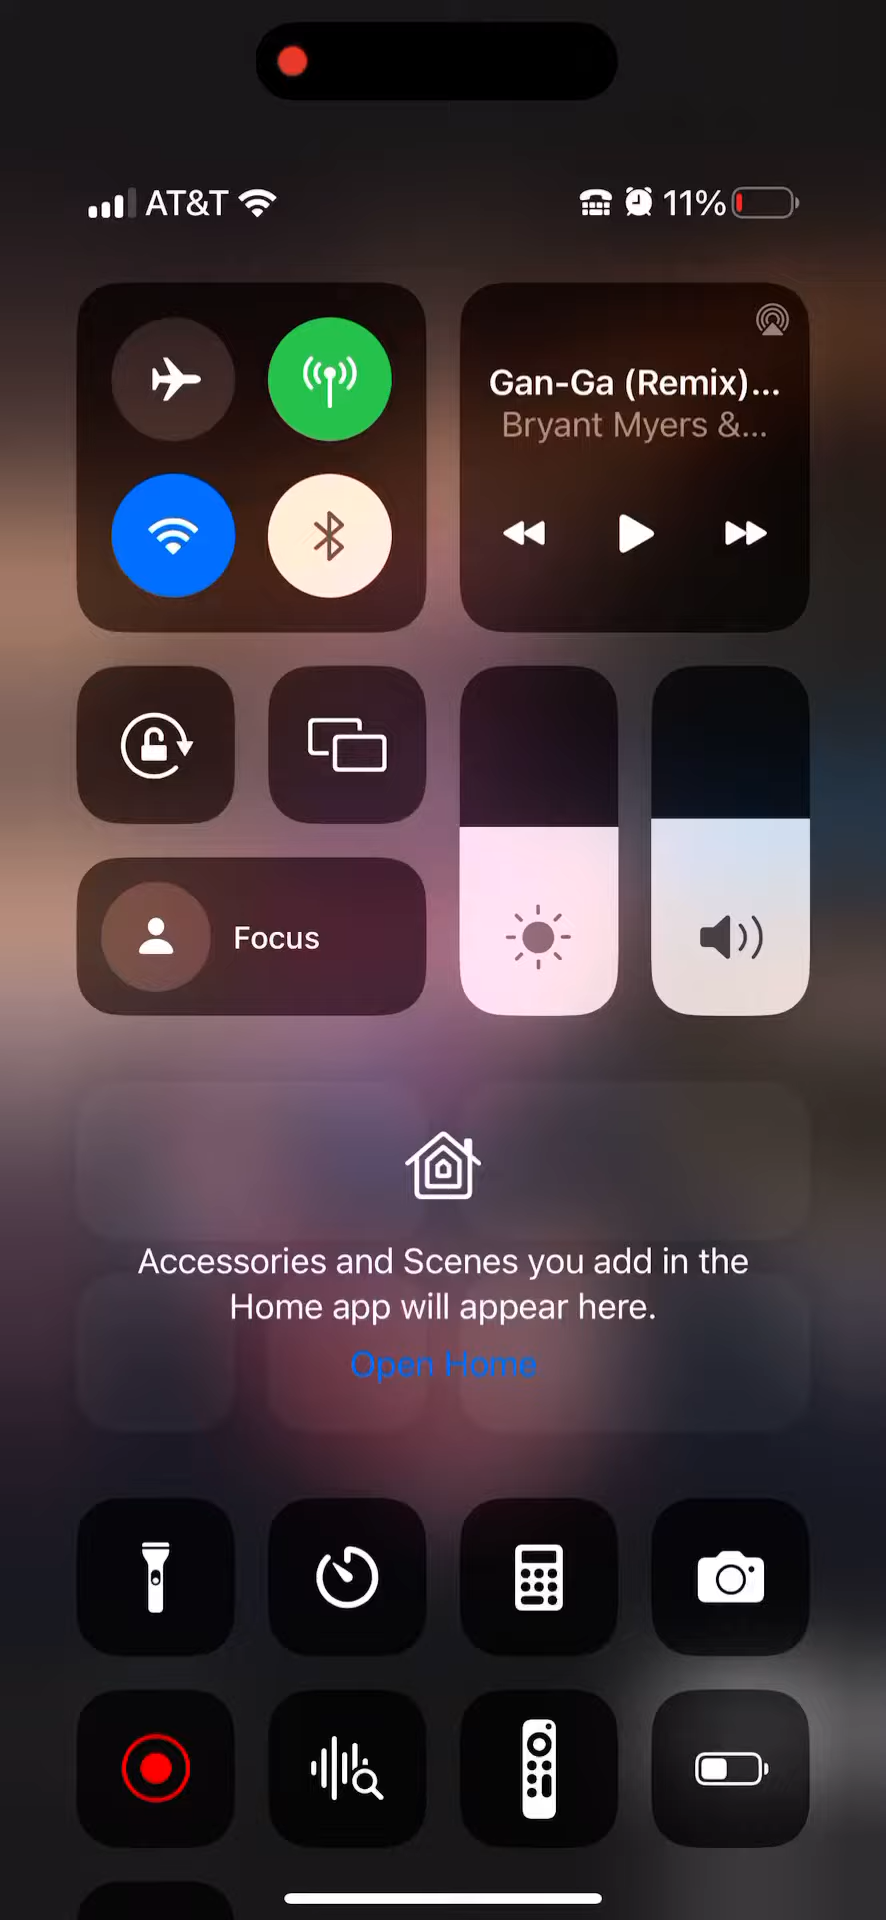 AT&T 11%
Gan-Ga (Remix)...
Bryant Myers &...
Focus
Accessories and Scenes you add in the
Home app will appear here.
Open Home